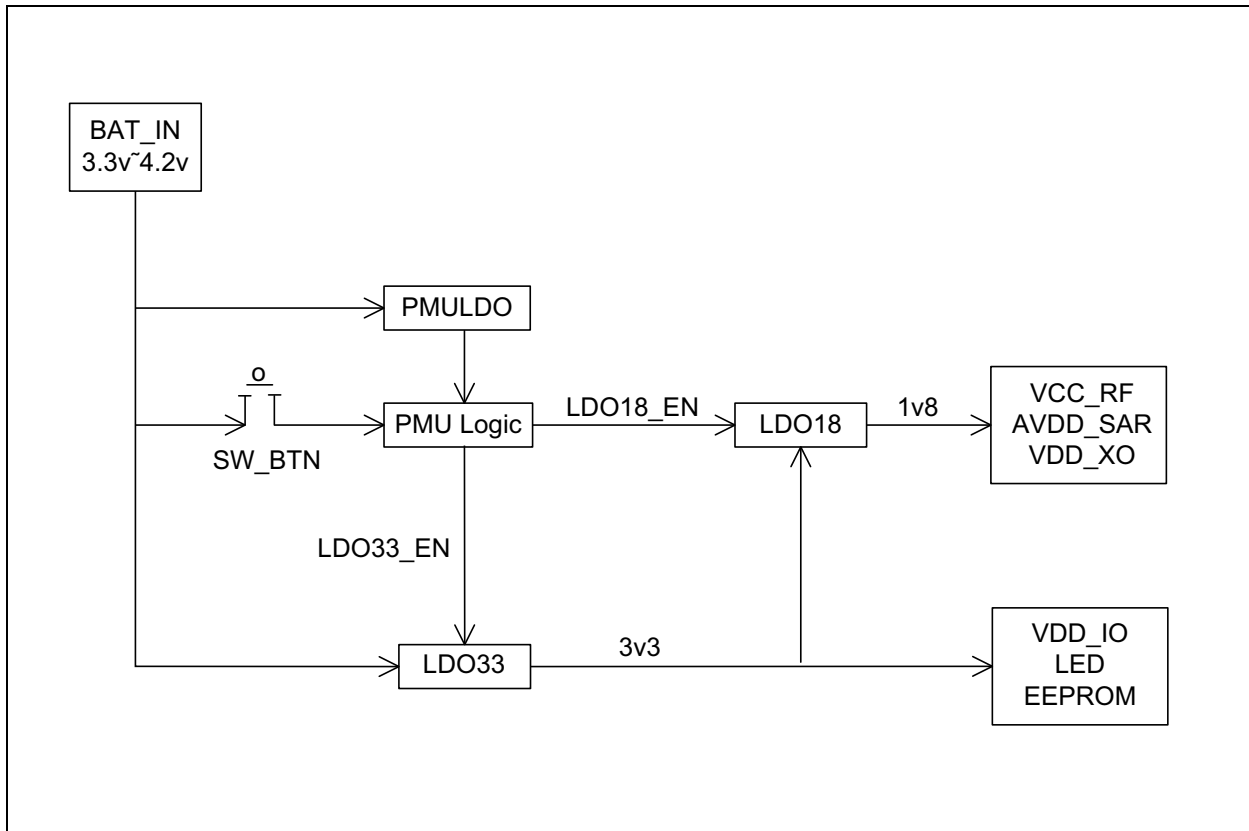 BAT_IN
3.3v~4.2v
PMULDO
o
SW_BTN
PMU Logic
LDO18_EN
LDO18
1v8
VCC_RF
AVDD_SAR
VDD_XO
LDO33_EN
LDO33
3v3
VDD_IO
LED
EEPROM